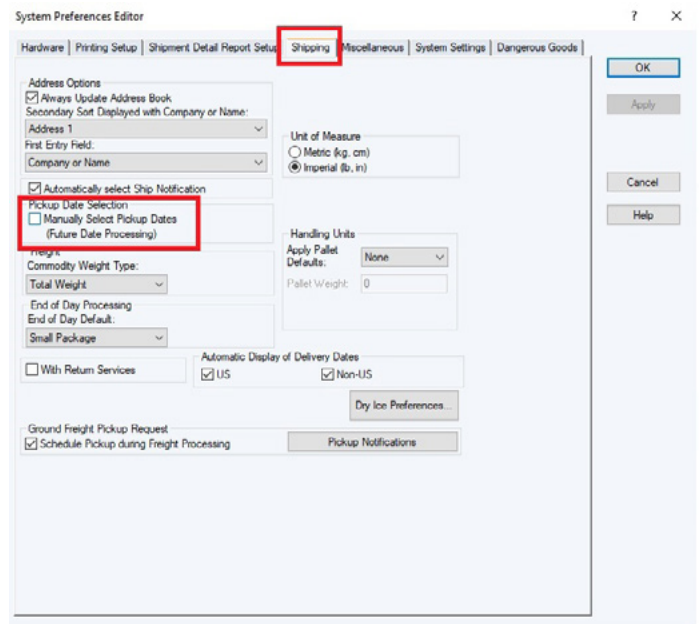 System Preferences Editor
? ×
Hardware Printing Setup Shipment Detail Report Setup Shipping Miscellaneous System Settings Dangerous Goods
OK
Apply
Cancel
Help
Address Options
Always Update Address Book
Secondary Sort Displayed with Company or Name:
Address 1
First Entry Field:
Company or Name
Automatically select Ship Notification
Pickup Date Selection
Manually Select Pickup Dates
(Future Date Processing)
Freight
Commodity Weight Type:
Total Weight
End of Day Processing
End of Day Default:
Small Package
With Return Services
Unit of Measure
Metric (kg. cm)
Imperial (lb, in)
Handling Units
Apply Pallet
Defaults:
None
Pallet Weight: 0
Automatic Display of Delivery Dates
US Non-US
Dry Ice Preferences...
Ground Freight Pickup Request
Schedule Pickup during Freight Processing
Pickup Notifications